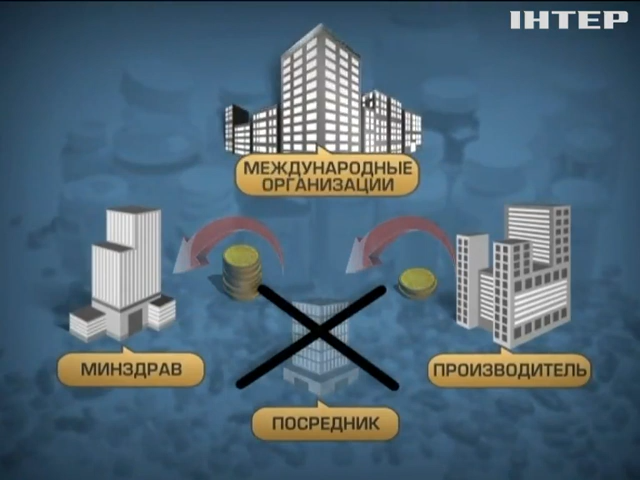 ІНТЕР
МЕЖДУНАРОДНЫЕ
ОРГАНИЗАЦИИ
МИНЗДРАВ
ПРОИЗВОДИТЕЛЬ
ПОСРЕДНИК